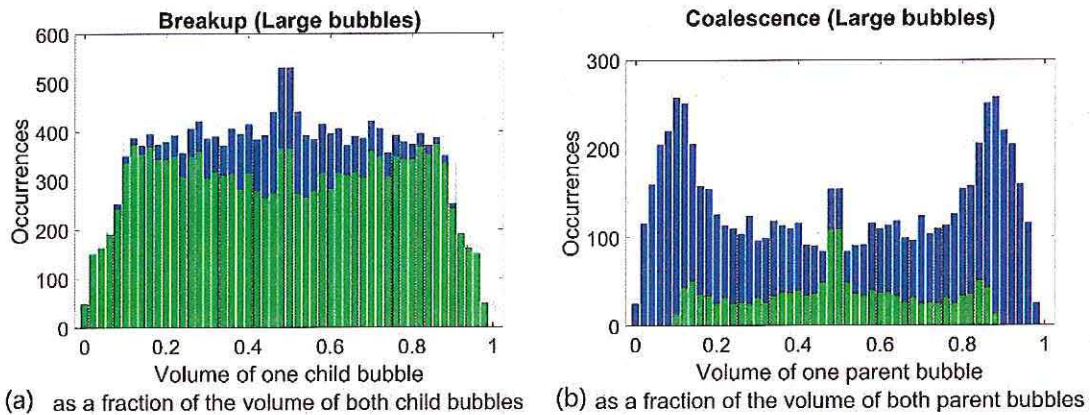 Breakup (Large bubbles)
600
500
400
300
200
100
0
Occurrences
0 0.2 0.4 0.6 0.8 1
Volume of one child bubble
(a) as a fraction of the volume of both child bubbles
Coalescence (Large bubbles)
300
200
100
0
Occurrences
0 0.2 0.4 0.6 0.8 1
Volume of one parent bubble
(b) as a fraction of the volume of both parent bubbles